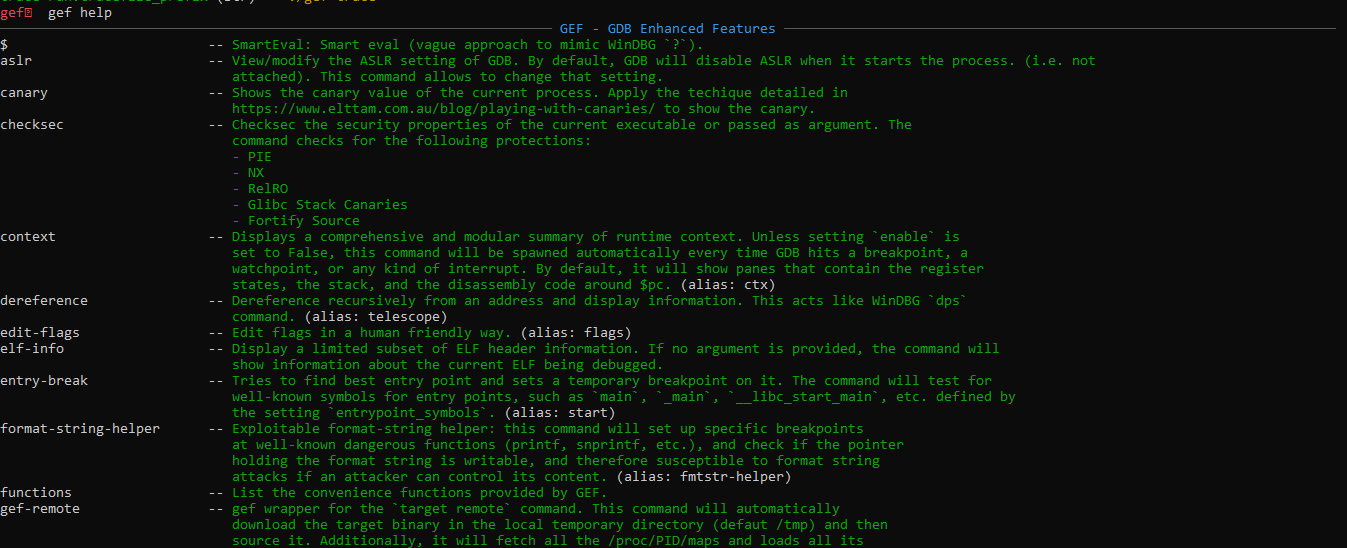 gef gef help
GEF - GDB Enhanced Features
$ -- SmartEval: Smart eval (vague approach to mimic WinDBG `?`).
aslr -- View/modify the ASLR setting of GDB. By default, GDB will disable ASLR when it starts the process. (i.e. not
attached). This command allows to change that setting.
canary -- Shows the canary value of the current process. Apply the techique detailed in
https://www.elttam.com.au/blog/playing-with-canaries/ to show the canary.
checksec -- Checksec the security properties of the current executable or passed as argument. The
command checks for the following protections:
- PIE
- NX
- RelRO
- Glibc Stack Canaries
- Fortify Source
context -- Displays a comprehensive and modular summary of runtime context. Unless setting `enable` is
set to False, this command will be spawned automatically every time GDB hits a breakpoint, a
watchpoint, or any kind of interrupt. By default, it will show panes that contain the register
states, the stack, and the disassembly code around $pc. (alias: ctx)
dereference -- Dereference recursively from an address and display information. This acts like WinDBG `dps`
command. (alias: telescope)
edit-flags -- Edit flags in a human friendly way. (alias: flags)
elf-info -- Display a limited subset of ELF header information. If no argument is provided, the command will
show information about the current ELF being debugged.
entry-break -- Tries to find best entry point and sets a temporary breakpoint on it. The command will test for
well-known symbols for entry points, such as `main`, `_main`, `__libc_start_main`, etc. defined by
the setting `entrypoint_symbols`. (alias: start)
format-string-helper -- Exploitable format-string helper: this command will set up specific breakpoints
at well-known dangerous functions (printf, snprintf, etc.), and check if the pointer
holding the format string is writable, and therefore susceptible to format string
attacks if an attacker can control its content. (alias: fmtstr-helper)
functions -- List the convenience functions provided by GEF.
gef-remote -- gef wrapper for the `target remote` command. This command will automatically
download the target binary in the local temporary directory (defaut /tmp) and then
source it. Additionally, it will fetch all the /proc/PID/maps and loads all its